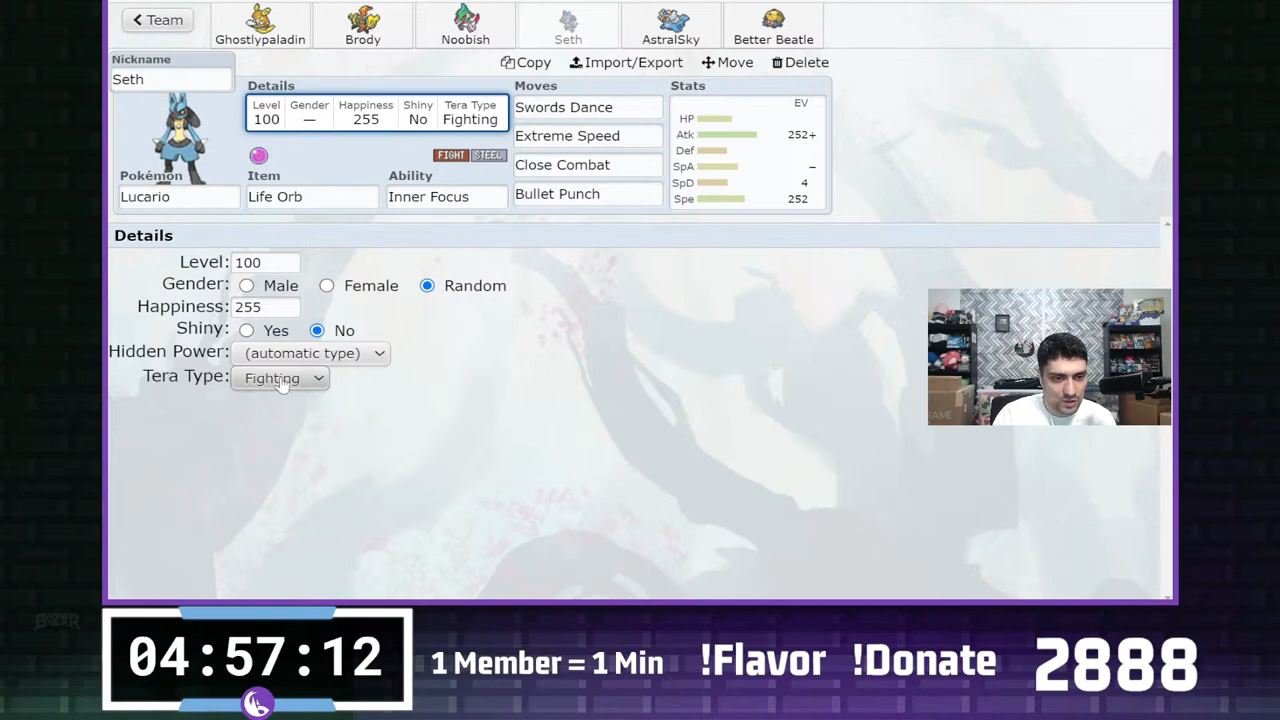 Team
Ghostlypaladin
Brody
Noobish
Seth
AstralSky
Better Beatle
Copy
Import/Export
Move
Delete
Nickname
Seth
Details
Level
Gender
Happiness
Shiny
Tera Type
100
—
255
No
Fighting
FIGHT
STEEL
Pokémon
Lucario
Item
Life Orb
Ability
Inner Focus
Moves
Swords Dance
Extreme Speed
Close Combat
Bullet Punch
Stats
EV
HP
Atk 252+
Def
SpA –
SpD 4
Spe 252
Details
Level: 100
Gender: Male Female Random
Happiness: 255
Shiny: Yes No
Hidden Power: (automatic type)
Tera Type: Fighting
04:57:12
1 Member = 1 Min
!Flavor
!Donate
2888